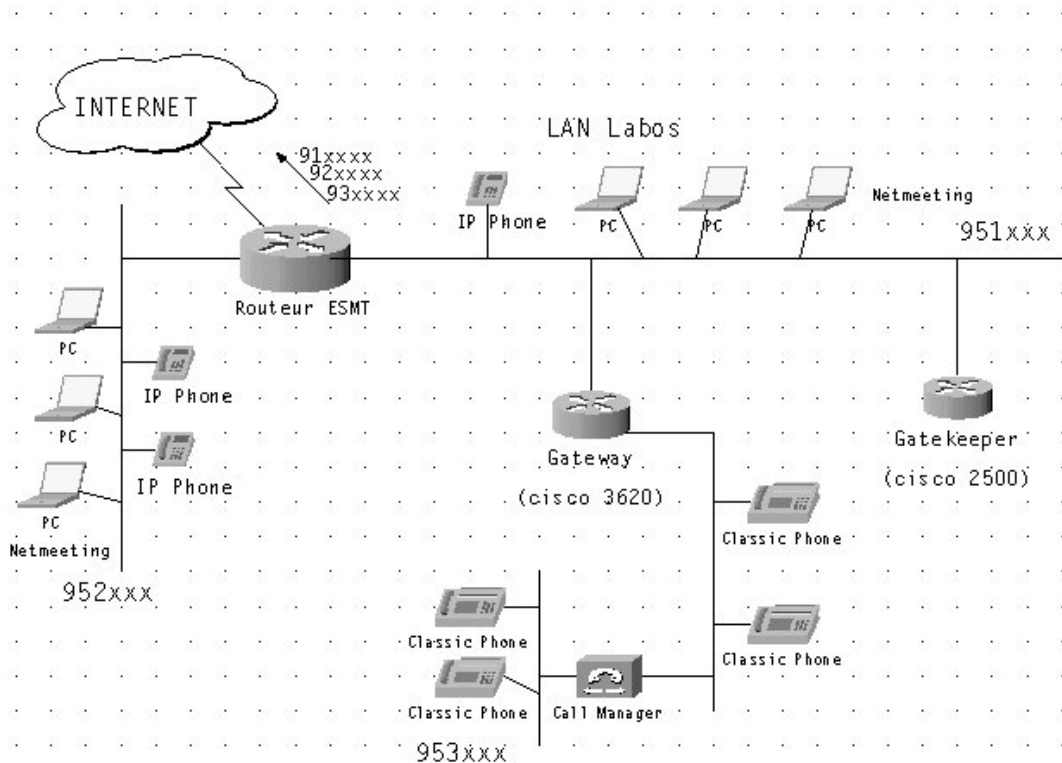 INTERNET
LAN Labos
91xxxx
92xxxx
93xxxx
IP Phone
PC
PC
PC
Netmeeting
951xxx
Routeur ESMT
PC
IP Phone
PC
IP Phone
PC
Netmeeting
952xxx
Gateway
(cisco 3620)
Gatekeeper
(cisco 2500)
Classic Phone
Classic Phone
Classic Phone
Classic Phone
Call Manager
953xxx